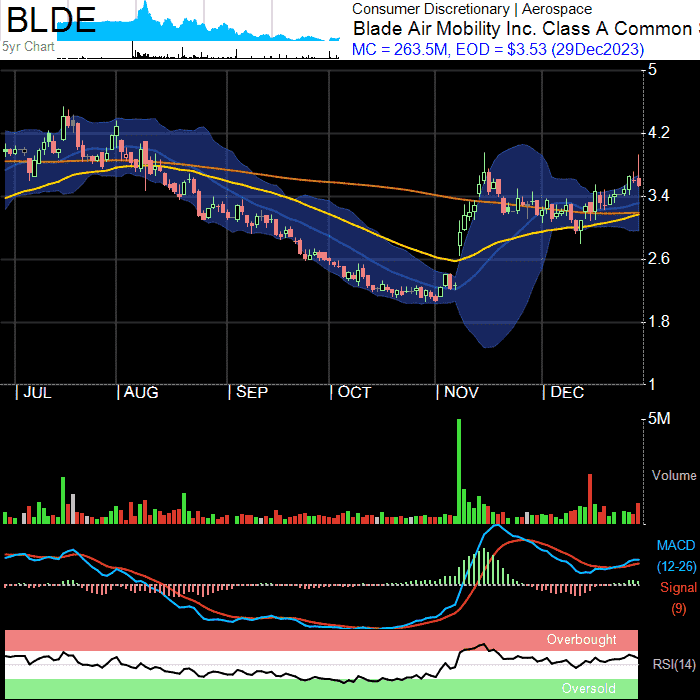 BLDE
5yr Chart
Consumer Discretionary | Aerospace
Blade Air Mobility Inc. Class A Common
MC = 263.5M, EOD = $3.53 (29Dec2023)
5
4.2
3.4
2.6
1.8
1
JUL AUG SEP OCT NOV DEC
5M
Volume
MACD
(12-26)
Signal
(9)
Overbought
RSI(14)
Oversold